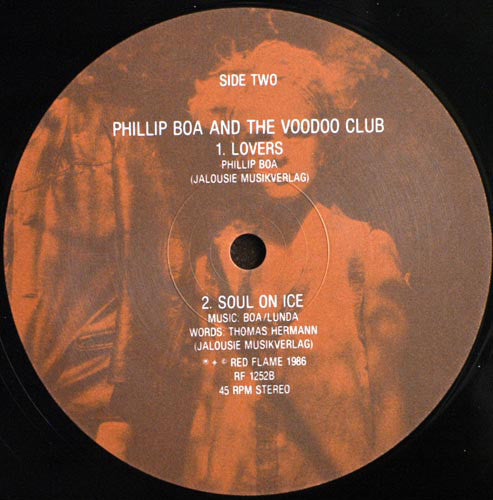 SIDE TWO
PHILLIP BOA AND THE VOODOO CLUB
1. LOVERS
PHILLIP BOA
(JALOUSIE MUSIKVERLAG)
2. SOUL ON ICE
MUSIC: BOA/LUNDA
WORDS: THOMAS HERMANN
(JALOUSIE MUSIKVERLAG)
℗ + © RED FLAME 1986
RF 1252B
45 RPM STEREO